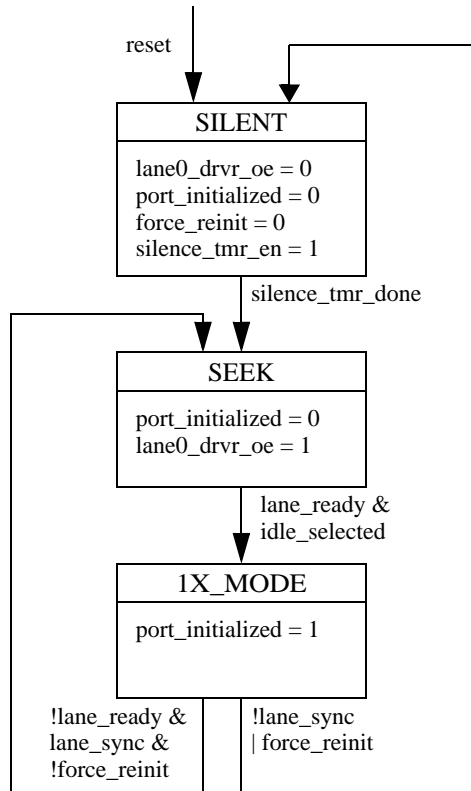 reset
SILENT
lane0_drvr_oe = 0
port_initialized = 0
force_reinit = 0
silence_tmr_en = 1
silence_tmr_done
SEEK
port_initialized = 0
lane0_drvr_oe = 1
lane_ready &
idle_selected
1X_MODE
port_initialized = 1
!lane_ready &
lane_sync &
!force_reinit
!lane_sync
| force_reinit